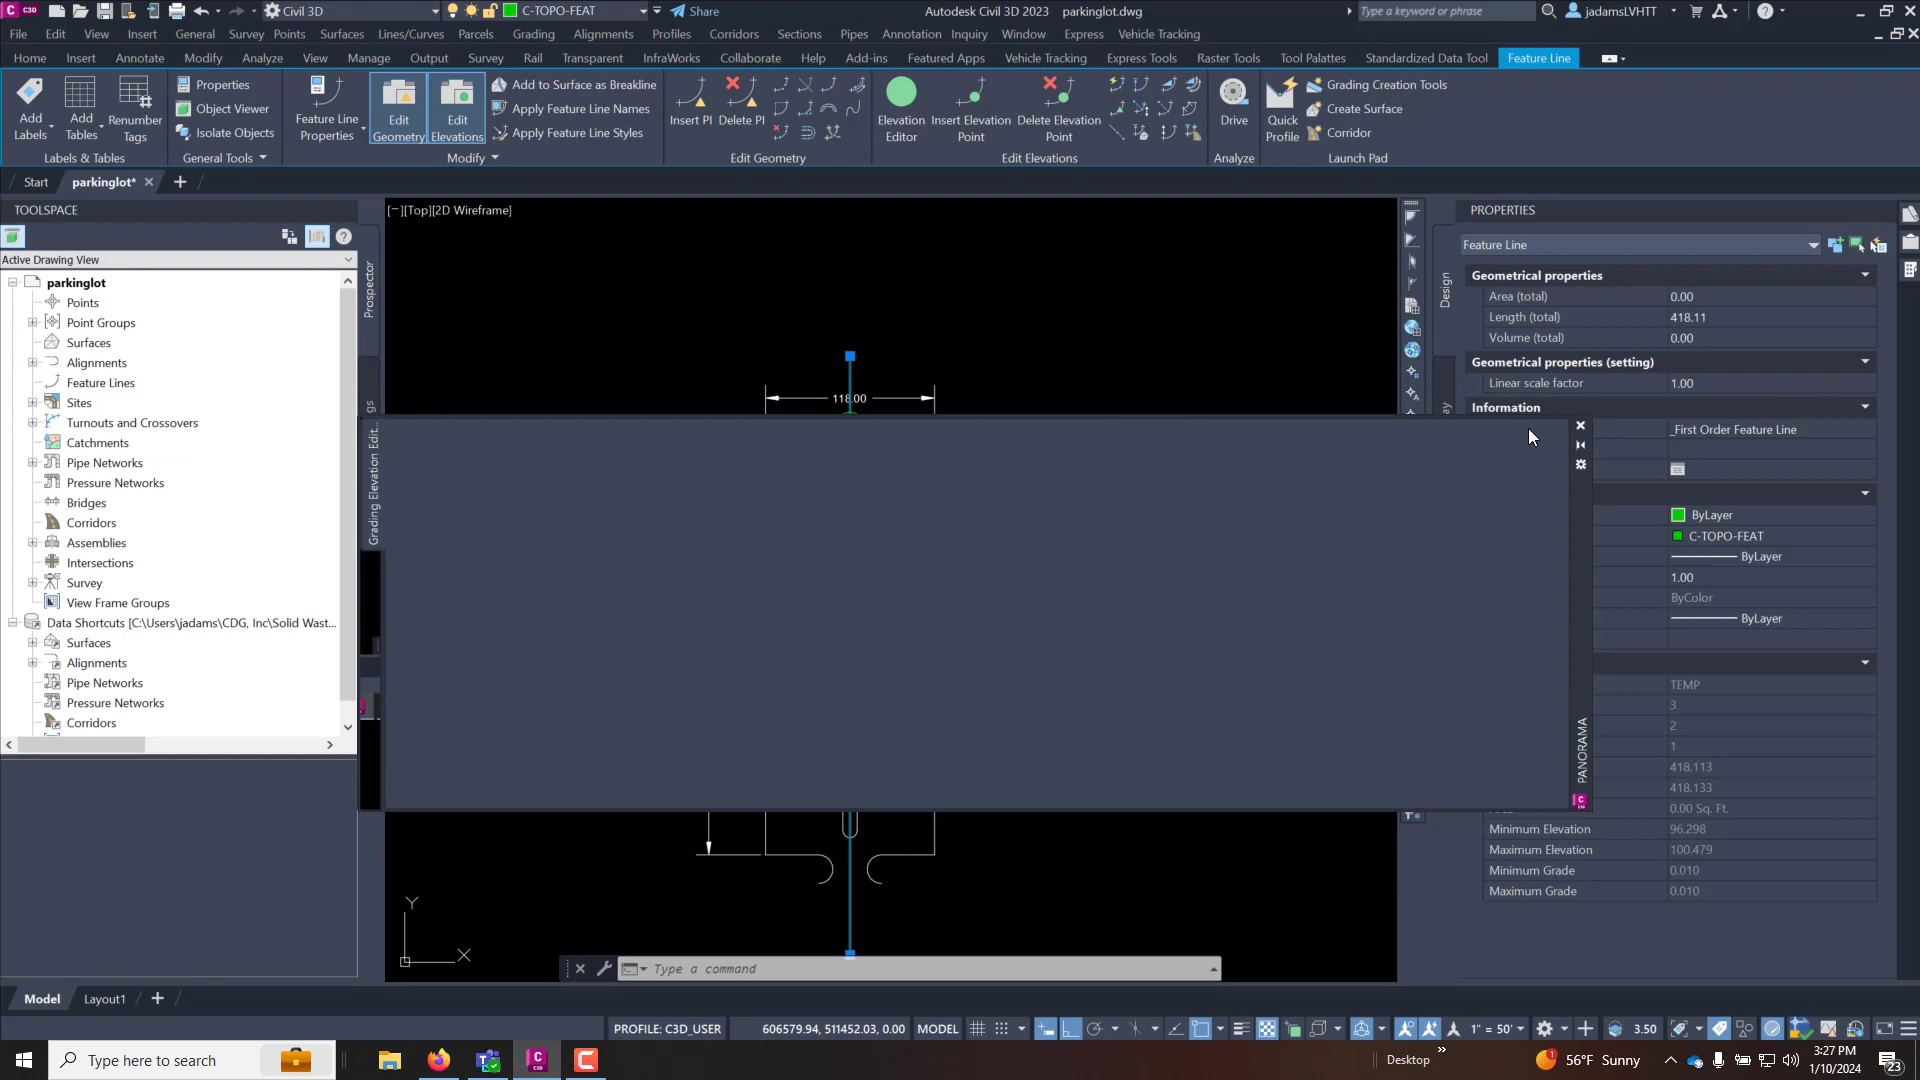 C3D Civil 3D C-TOPO-FEAT Share Autodesk Civil 3D 2023 parkinglot.dwg Type a keyword or phrase jadamsLVHTT
File Edit View Insert General Survey Points Surfaces Lines/Curves Parcels Grading Alignments Profiles Corridors Sections Pipes Annotation Inquiry Window Express Vehicle Tracking
Home Insert Annotate Modify Analyze View Manage Output Survey Rail Transparent InfraWorks Collaborate Help Add-ins Featured Apps Vehicle Tracking Express Tools Raster Tools Tool Palettes Standardized Data Tool Feature Line
Add Labels
Add Tables
Renumber Tags
Labels & Tables
Properties
Object Viewer
Isolate Objects
General Tools
Feature Line Properties
Edit Geometry
Edit Elevations
Add to Surface as Breakline
Apply Feature Line Names
Apply Feature Line Styles
Modify
Insert PI
Delete PI
Edit Geometry
Elevation Editor
Insert Elevation Point
Delete Elevation Point
Edit Elevations
Drive
Analyze
Quick Profile
Grading Creation Tools
Create Surface
Corridor
Launch Pad
Start
parkinglot*
TOOLSPACE
Active Drawing View
parkinglot
Points
Point Groups
Surfaces
Alignments
Feature Lines
Sites
Turnouts and Crossovers
Catchments
Pipe Networks
Pressure Networks
Bridges
Corridors
Assemblies
Intersections
Survey
View Frame Groups
Data Shortcuts [C:\Users\jadams\CDG, Inc\Solid Wast...
Surfaces
Alignments
Pipe Networks
Pressure Networks
Corridors
Prospector
gs
[−][Top][2D Wireframe]
118.00
Grading Elevation Edit...
PANORAMA
Y
X
Type a command
PROPERTIES
Feature Line
Design
ay
Geometrical properties
Area (total) 0.00
Length (total) 418.11
Volume (total) 0.00
Geometrical properties (setting)
Linear scale factor 1.00
Information
_First Order Feature Line
ByLayer
C-TOPO-FEAT
ByLayer
1.00
ByColor
ByLayer
TEMP
3
2
1
418.113
418.133
0.00 Sq. Ft.
Minimum Elevation 96.298
Maximum Elevation 100.479
Minimum Grade 0.010
Maximum Grade 0.010
Model Layout1
PROFILE: C3D_USER 606579.94, 511452.03, 0.00 MODEL 1" = 50' 3.50
Type here to search
Desktop
1
56°F Sunny
3:27 PM
1/10/2024
23